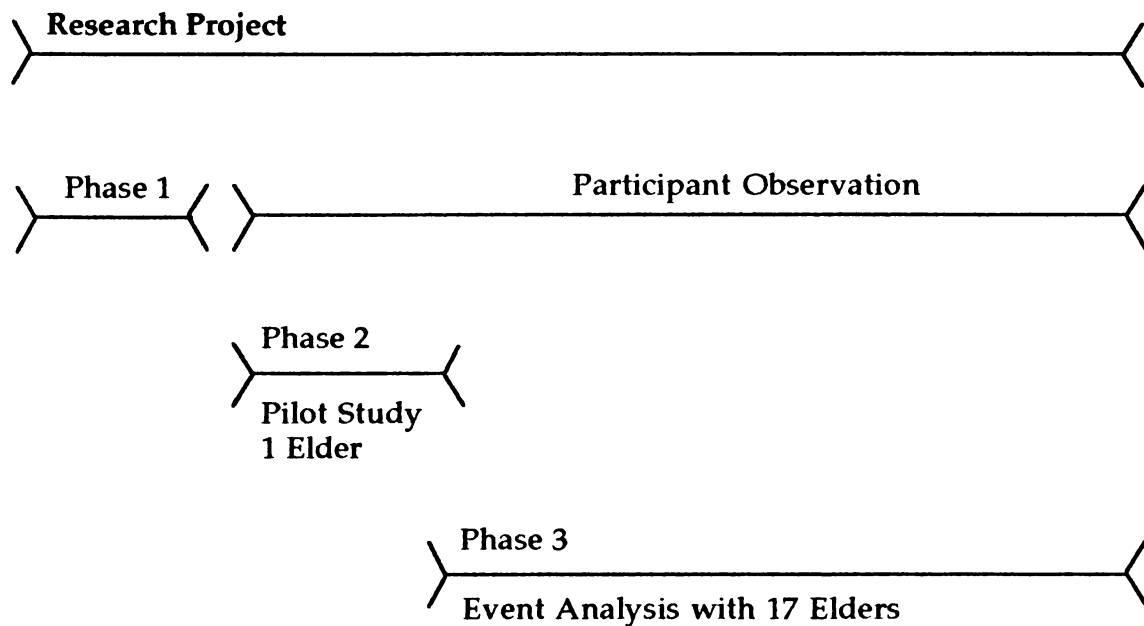 Research Project
Phase 1
Participant Observation
Phase 2
Pilot Study
1 Elder
Phase 3
Event Analysis with 17 Elders